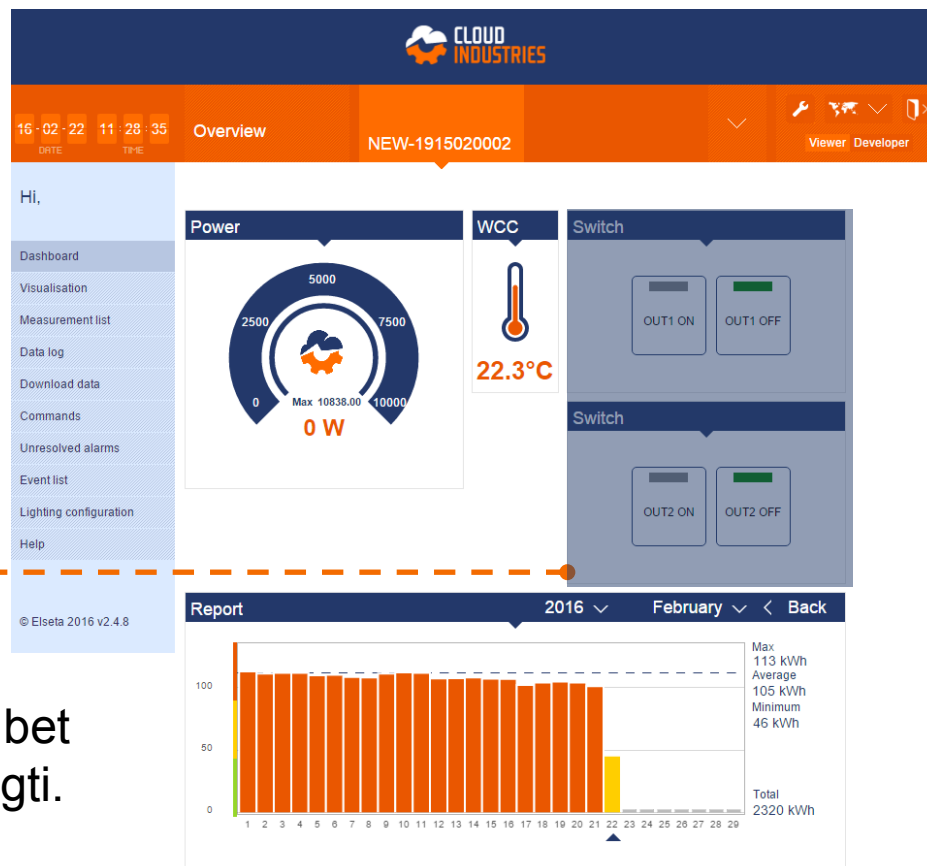 CLOUD
INDUSTRIES
16 - 02 - 22 11 : 28 : 35
DATE TIME
Overview
NEW-1915020002
Viewer Developer
Hi,
Dashboard
Visualisation
Measurement list
Data log
Download data
Commands
Unresolved alarms
Event list
Lighting configuration
Help
© Elseta 2016 v2.4.8
Power
0
2500
5000
7500
10000
Max 10838.00
0 W
WCC
22.3°C
Switch
OUT1 ON OUT1 OFF
Switch
OUT2 ON OUT2 OFF
Report 2016 February < Back
100
50
0
1 2 3 4 5 6 7 8 9 10 11 12 13 14 15 16 17 18 19 20 21 22 23 24 25 26 27 28 29
Max
113 kWh
Average
105 kWh
Minimum
46 kWh
Total
2320 kWh
bet
gti.